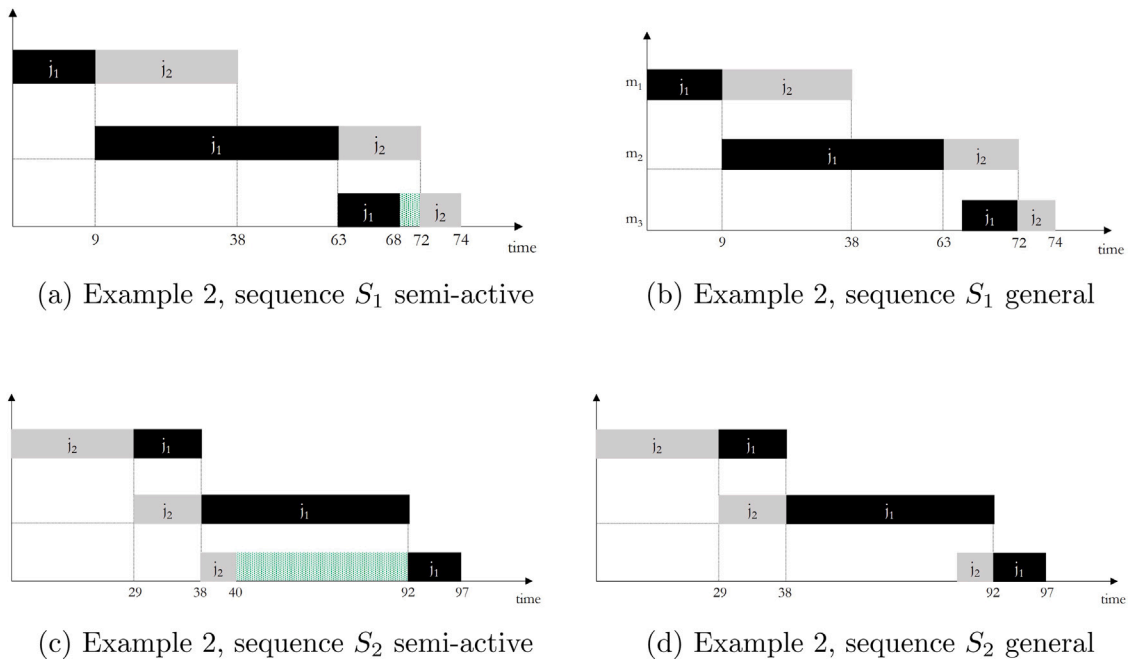 j₁ j₂
j₁ j₂
j₁ j₂
9 38 63 68 72 74
time
(a) Example 2, sequence S₁ semi-active
m₁ j₁ j₂
m₂ j₁ j₂
m₃ j₁ j₂
9 38 63 72 74
time
(b) Example 2, sequence S₁ general
j₂ j₁
j₂ j₁
j₂ j₁
29 38 40 92 97
time
(c) Example 2, sequence S₂ semi-active
j₂ j₁
j₂ j₁
j₂ j₁
29 38 92 97
time
(d) Example 2, sequence S₂ general